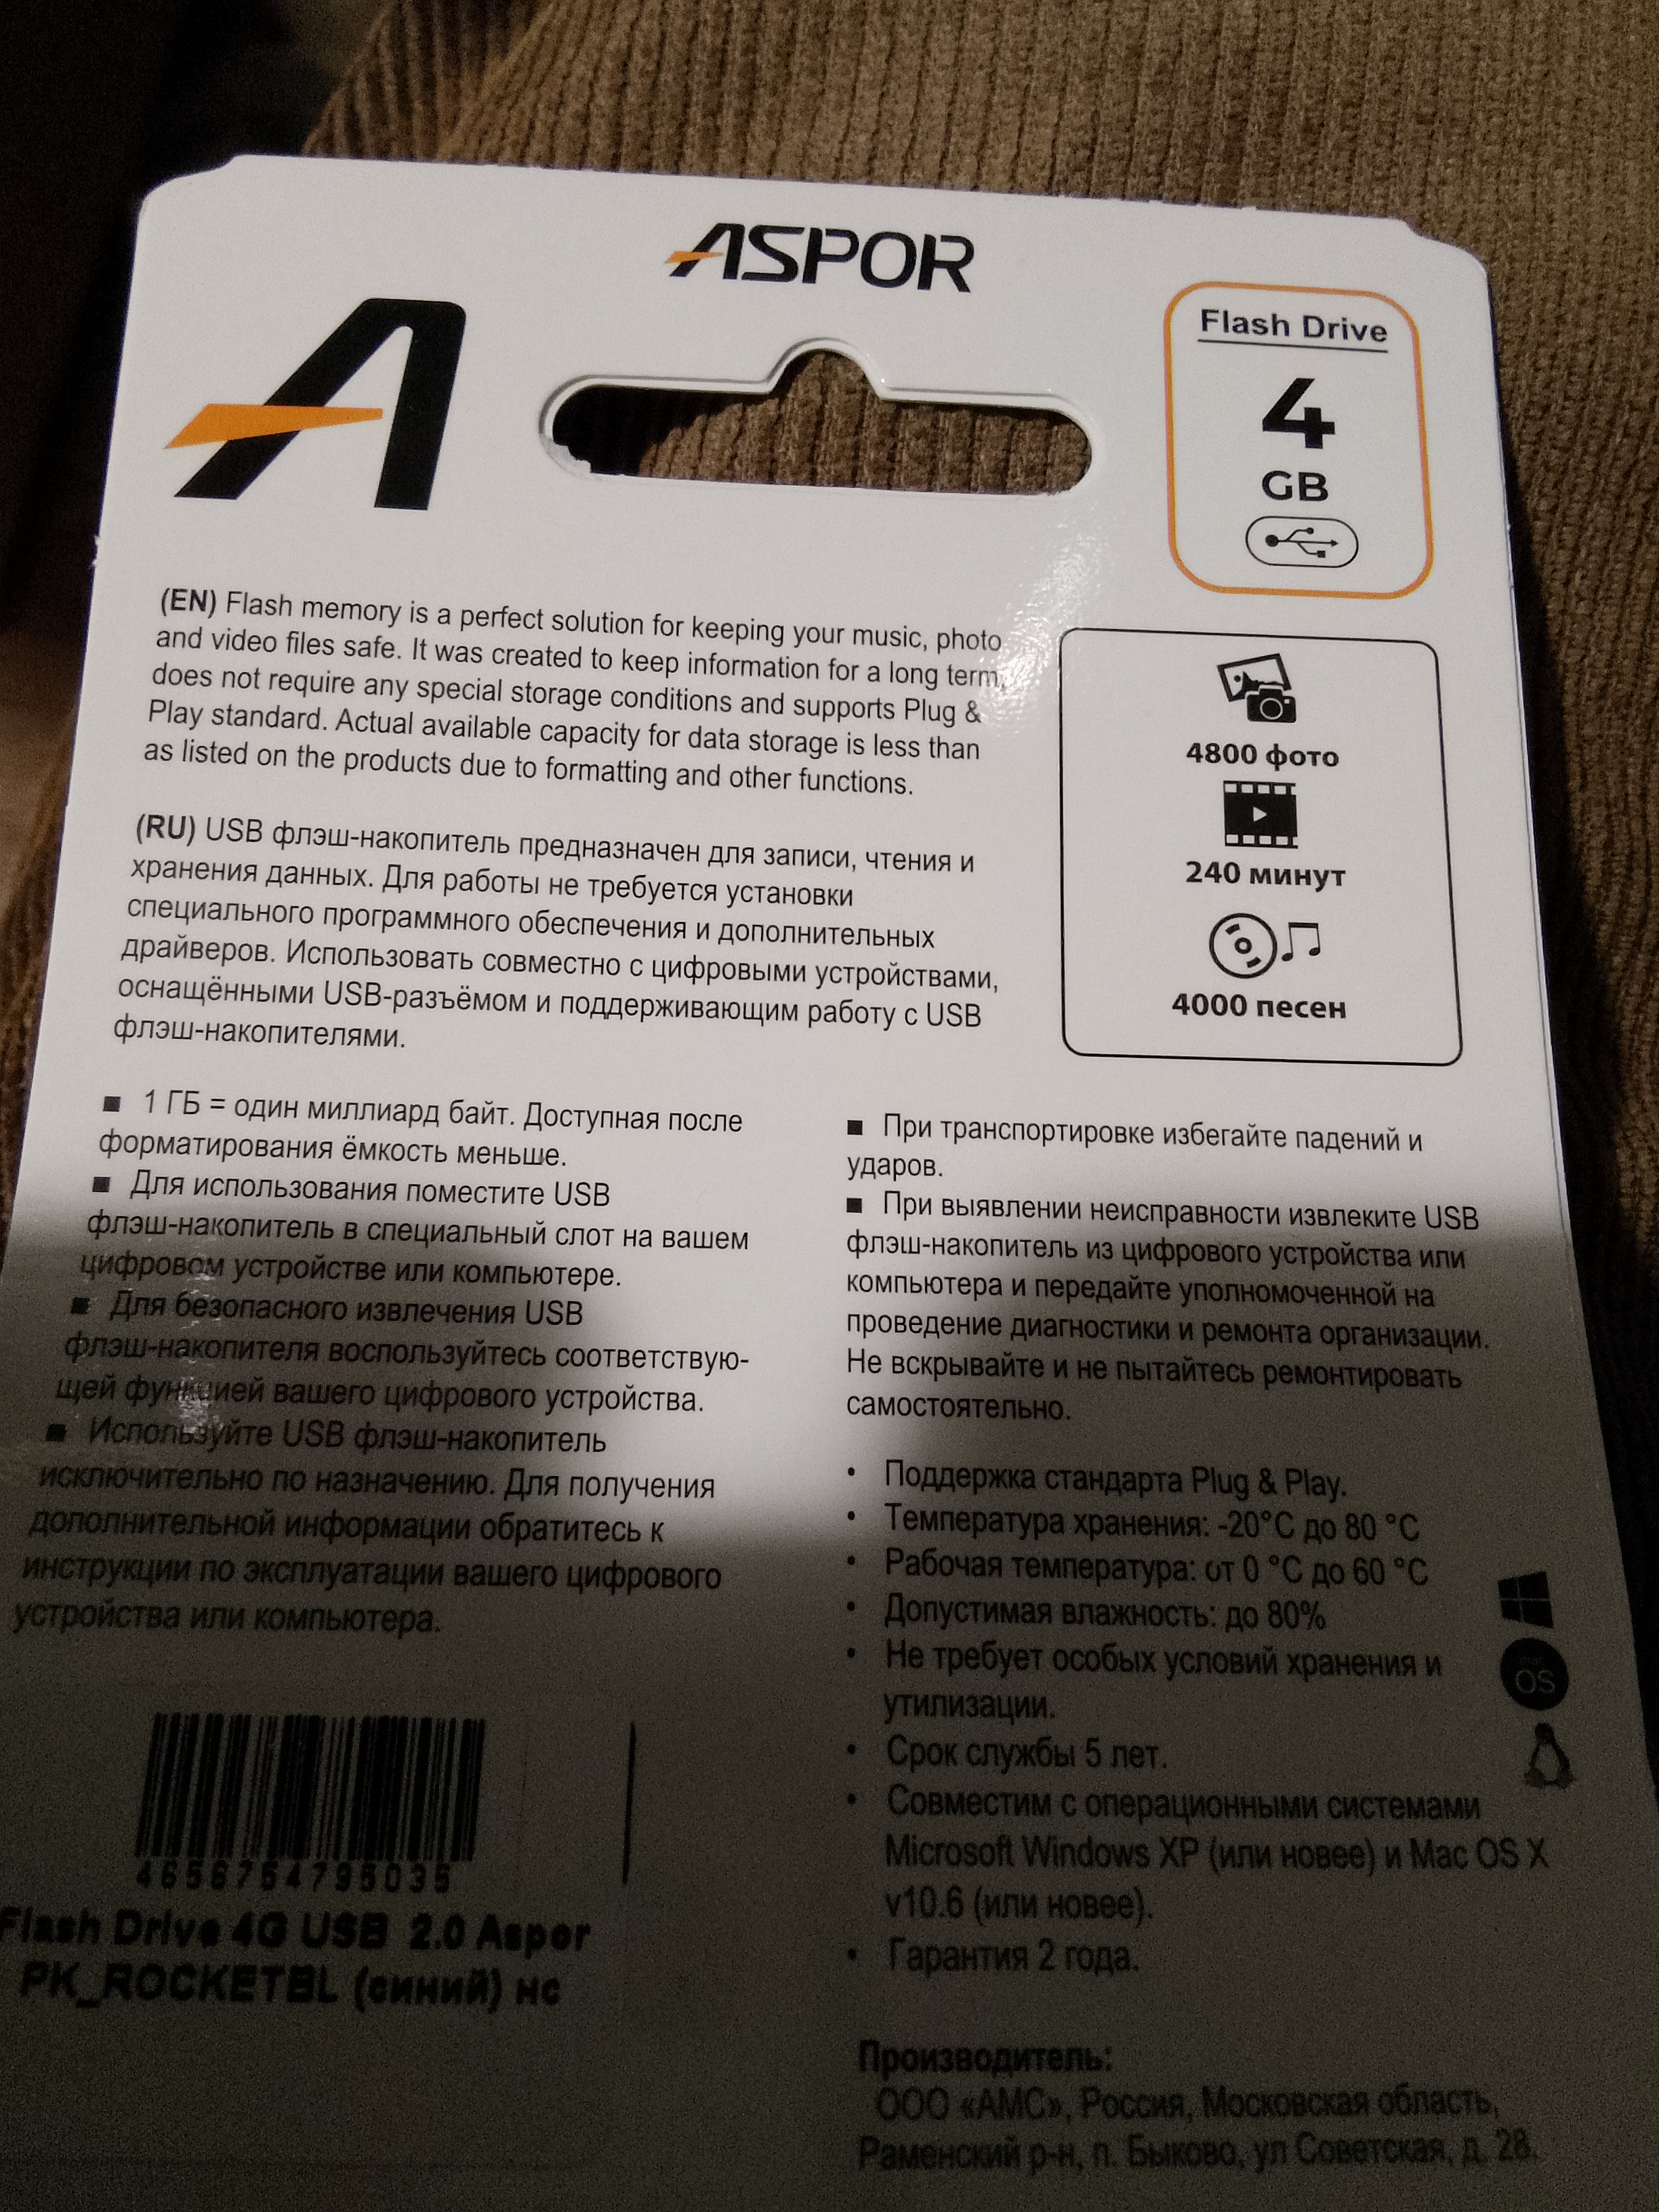 ASPOR
Flash Drive
4
GB
(EN) Flash memory is a perfect solution for keeping your music, photo
and video files safe. It was created to keep information for a long term,
does not require any special storage conditions and supports Plug &
Play standard. Actual available capacity for data storage is less than
as listed on the products due to formatting and other functions.
4800 фото
240 минут
4000 песен
(RU) USB флэш-накопитель предназначен для записи, чтения и
хранения данных. Для работы не требуется установки
специального программного обеспечения и дополнительных
драйверов. Использовать совместно с цифровыми устройствами,
оснащёнными USB-разъёмом и поддерживающим работу с USB
флэш-накопителями.
▪ 1 ГБ = один миллиард байт. Доступная после
форматирования ёмкость меньше.
▪ Для использования поместите USB
флэш-накопитель в специальный слот на вашем
цифровом устройстве или компьютере.
▪ Для безопасного извлечения USB
флэш-накопителя воспользуйтесь соответствую-
щей функцией вашего цифрового устройства.
▪ Используйте USB флэш-накопитель
исключительно по назначению. Для получения
дополнительной информации обратитесь к
инструкции по эксплуатации вашего цифрового
устройства или компьютера.
▪ При транспортировке избегайте падений и
ударов.
▪ При выявлении неисправности извлеките USB
флэш-накопитель из цифрового устройства или
компьютера и передайте уполномоченной на
проведение диагностики и ремонта организации.
Не вскрывайте и не пытайтесь ремонтировать
самостоятельно.
• Поддержка стандарта Plug & Play.
• Температура хранения: -20°C до 80 °C
• Рабочая температура: от 0 °C до 60 °C
• Допустимая влажность: до 80%
• Не требует особых условий хранения и
утилизации.
• Срок службы 5 лет.
• Совместим с операционными системами
Microsoft Windows XP (или новее) и Mac OS X
v10.6 (или новее).
• Гарантия 2 года.
mac
OS
4656754795035
Flash Drive 4G USB 2.0 Aspor
PK_ROCKETBL (синий) нс
Производитель:
ООО «АМС», Россия, Московская область,
Раменский р-н, п. Быково, ул Советская, д. 28.